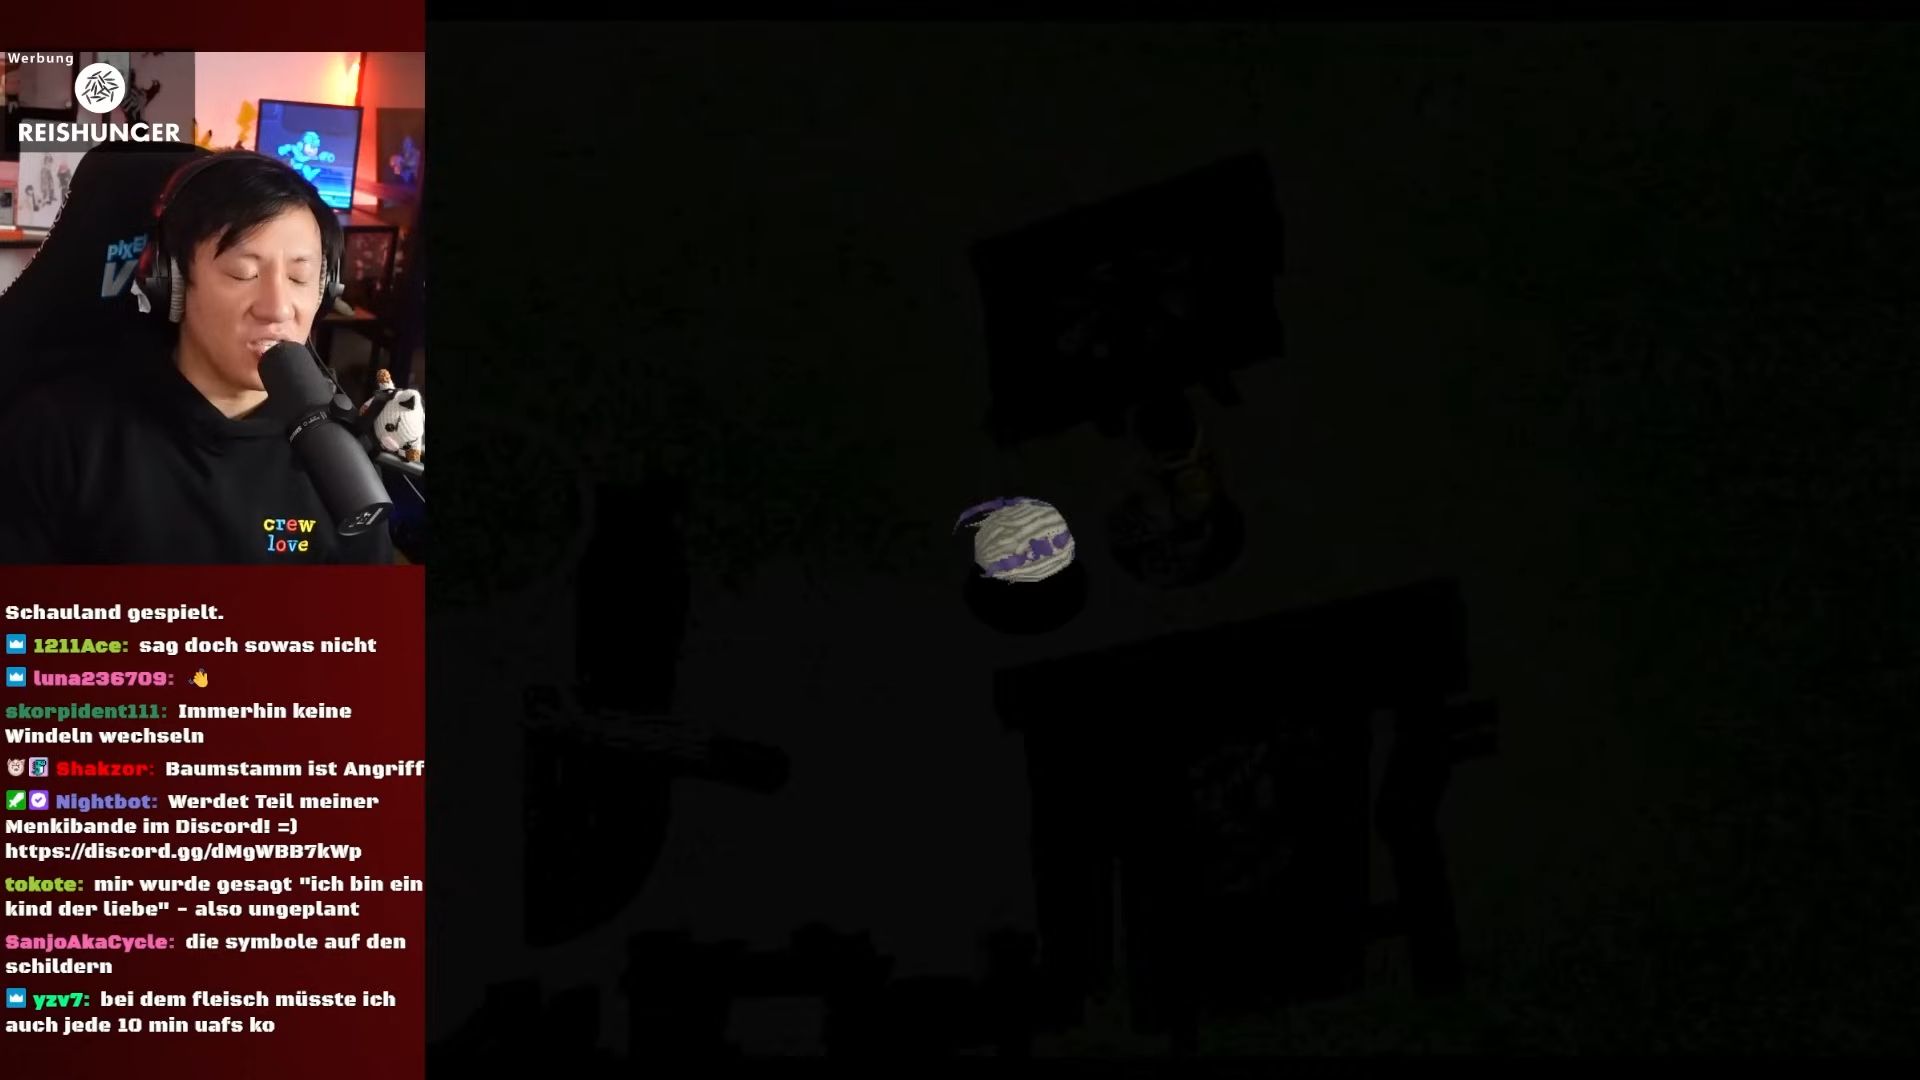 Werbung
REISHUNGER
PIXEL
V
crew
love
Schauland gespielt.
1211Ace: sag doch sowas nicht
luna236709: 👋
skorpident111: Immerhin keine
Windeln wechseln
Shakzor: Baumstamm ist Angriff
Nightbot: Werdet Teil meiner
Menkibande im Discord! =)
https://discord.gg/dMgWBB7kWp
tokote: mir wurde gesagt "ich bin ein
kind der liebe" - also ungeplant
SanjoAkaCycle: die symbole auf den
schildern
yzv7: bei dem fleisch müsste ich
auch jede 10 min uafs ko